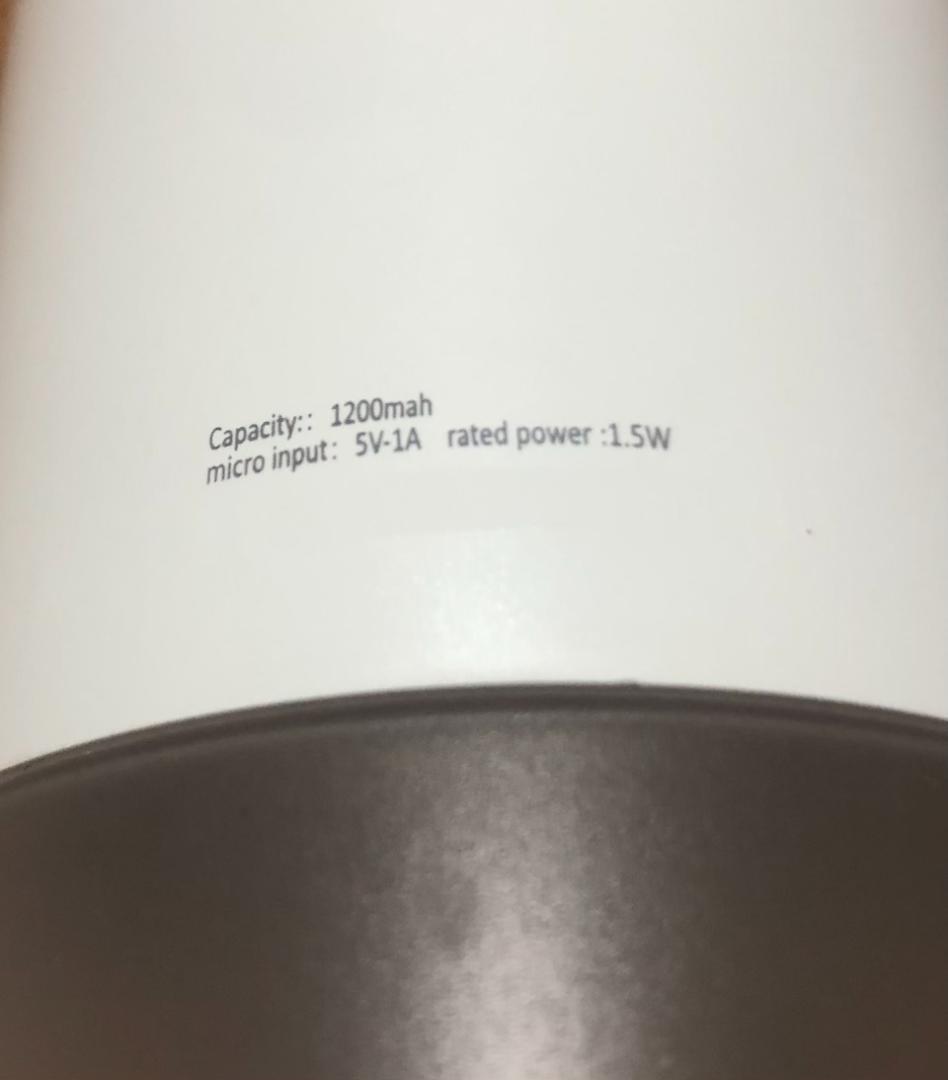 Capacity:: 1200mah
micro input: 5V-1A rated power :1.5W